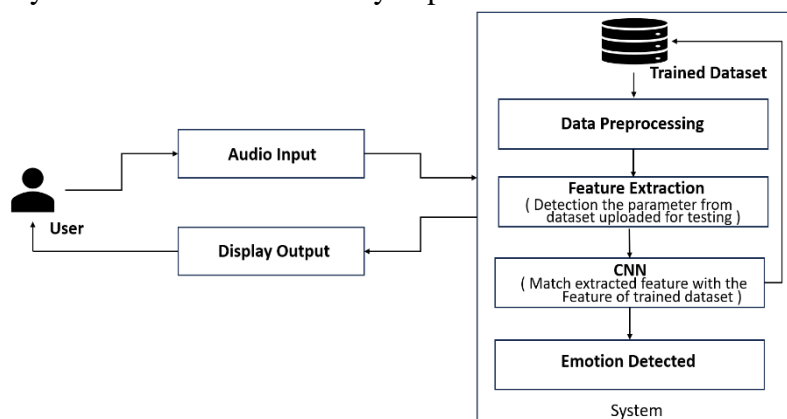 Trained Dataset
Data Preprocessing
Audio Input
Feature Extraction
( Detection the parameter from
dataset uploaded for testing )
User
Display Output
CNN
( Match extracted feature with the
Feature of trained dataset )
Emotion Detected
System